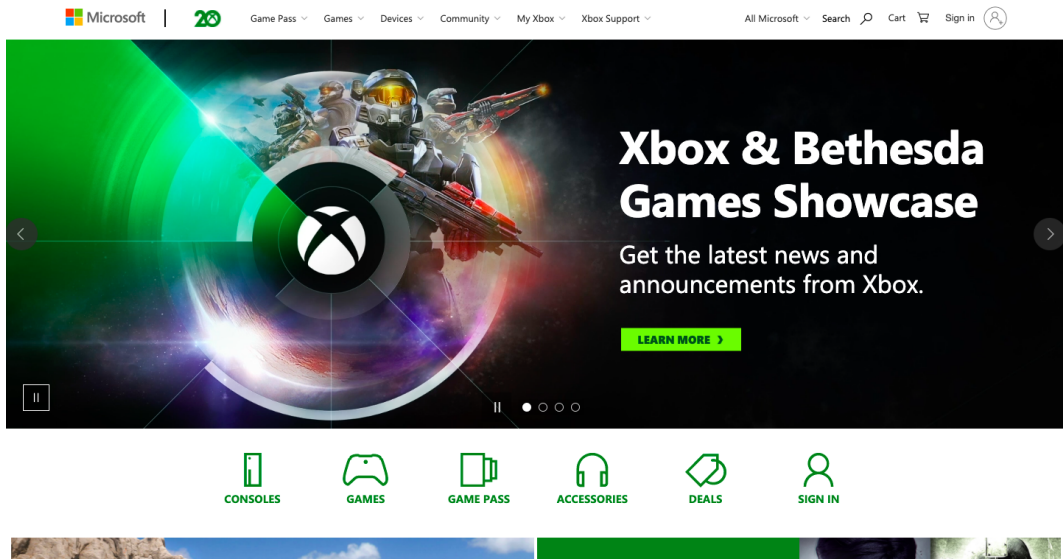 Microsoft
20
Game Pass
Games
Devices
Community
My Xbox
Xbox Support
All Microsoft
Search
Cart
Sign in
Xbox & Bethesda
Games Showcase
Get the latest news and
announcements from Xbox.
LEARN MORE
CONSOLES
GAMES
GAME PASS
ACCESSORIES
DEALS
SIGN IN